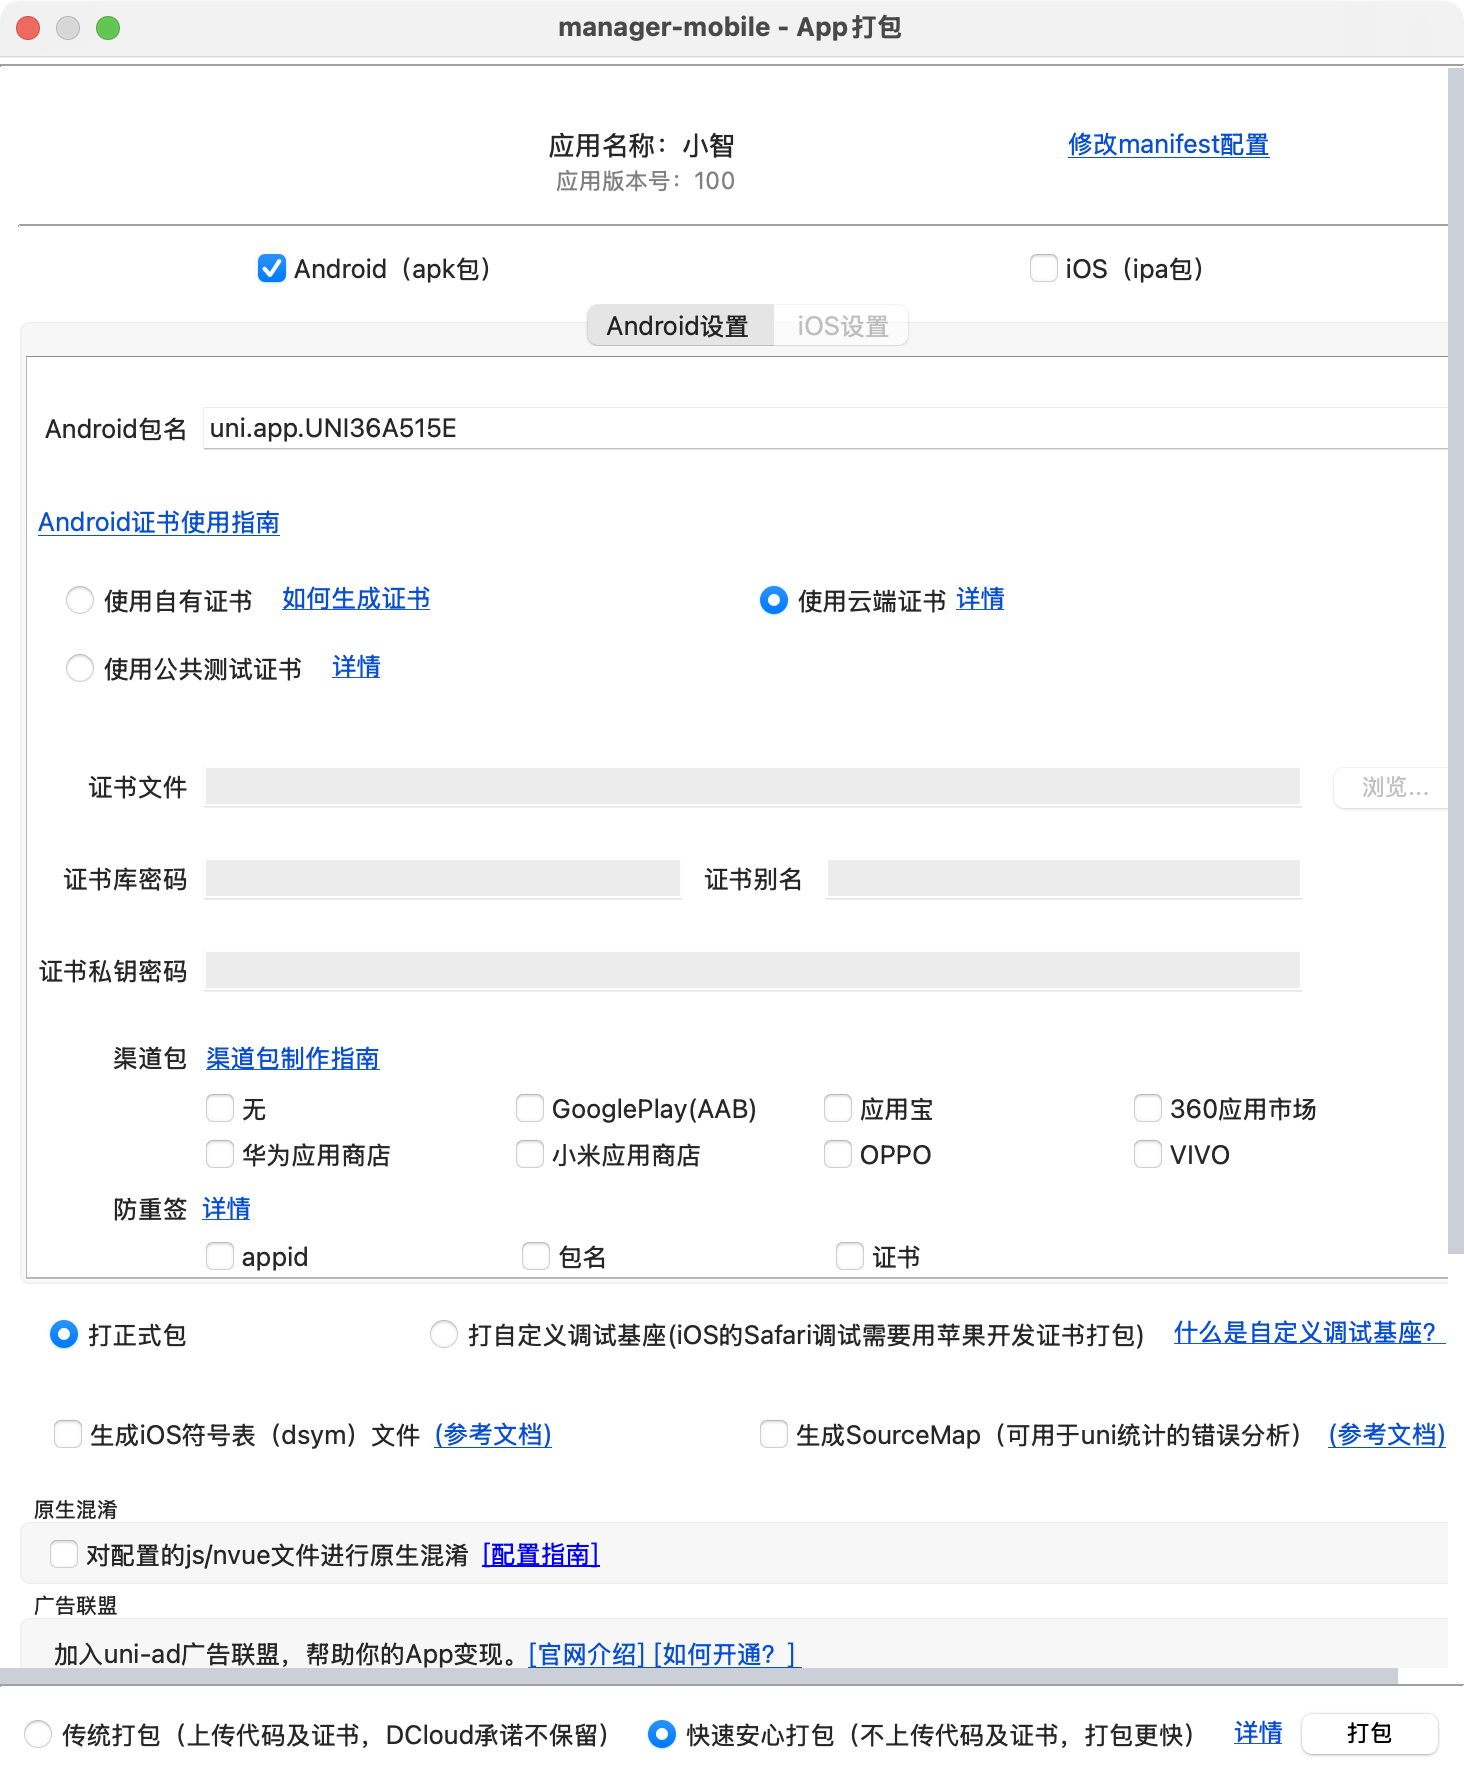 manager-mobile - App打包
应用名称：小智
修改manifest配置
应用版本号：100
Android（apk包）
iOS（ipa包）
Android设置
iOS设置
Android包名
uni.app.UNI36A515E
Android证书使用指南
使用自有证书
如何生成证书
使用云端证书
详情
使用公共测试证书
详情
证书文件
浏览...
证书库密码
证书别名
证书私钥密码
渠道包
渠道包制作指南
无
GooglePlay(AAB)
应用宝
360应用市场
华为应用商店
小米应用商店
OPPO
VIVO
防重签
详情
appid
包名
证书
打正式包
打自定义调试基座(iOS的Safari调试需要用苹果开发证书打包)
什么是自定义调试基座？
生成iOS符号表（dsym）文件
(参考文档)
生成SourceMap（可用于uni统计的错误分析）
(参考文档)
原生混淆
对配置的js/nvue文件进行原生混淆
[配置指南]
广告联盟
加入uni-ad广告联盟，帮助你的App变现。[官网介绍] [如何开通？]
传统打包（上传代码及证书，DCloud承诺不保留）
快速安心打包（不上传代码及证书，打包更快）
详情
打包